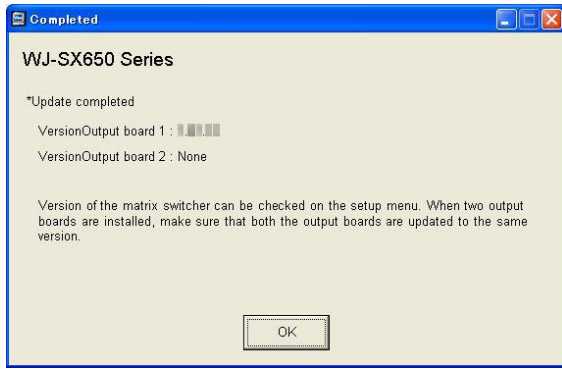 Completed
WJ-SX650 Series
*Update completed
VersionOutput board 1 :
VersionOutput board 2 : None
Version of the matrix switcher can be checked on the setup menu. When two output
boards are installed, make sure that both the output boards are updated to the same
version.
OK